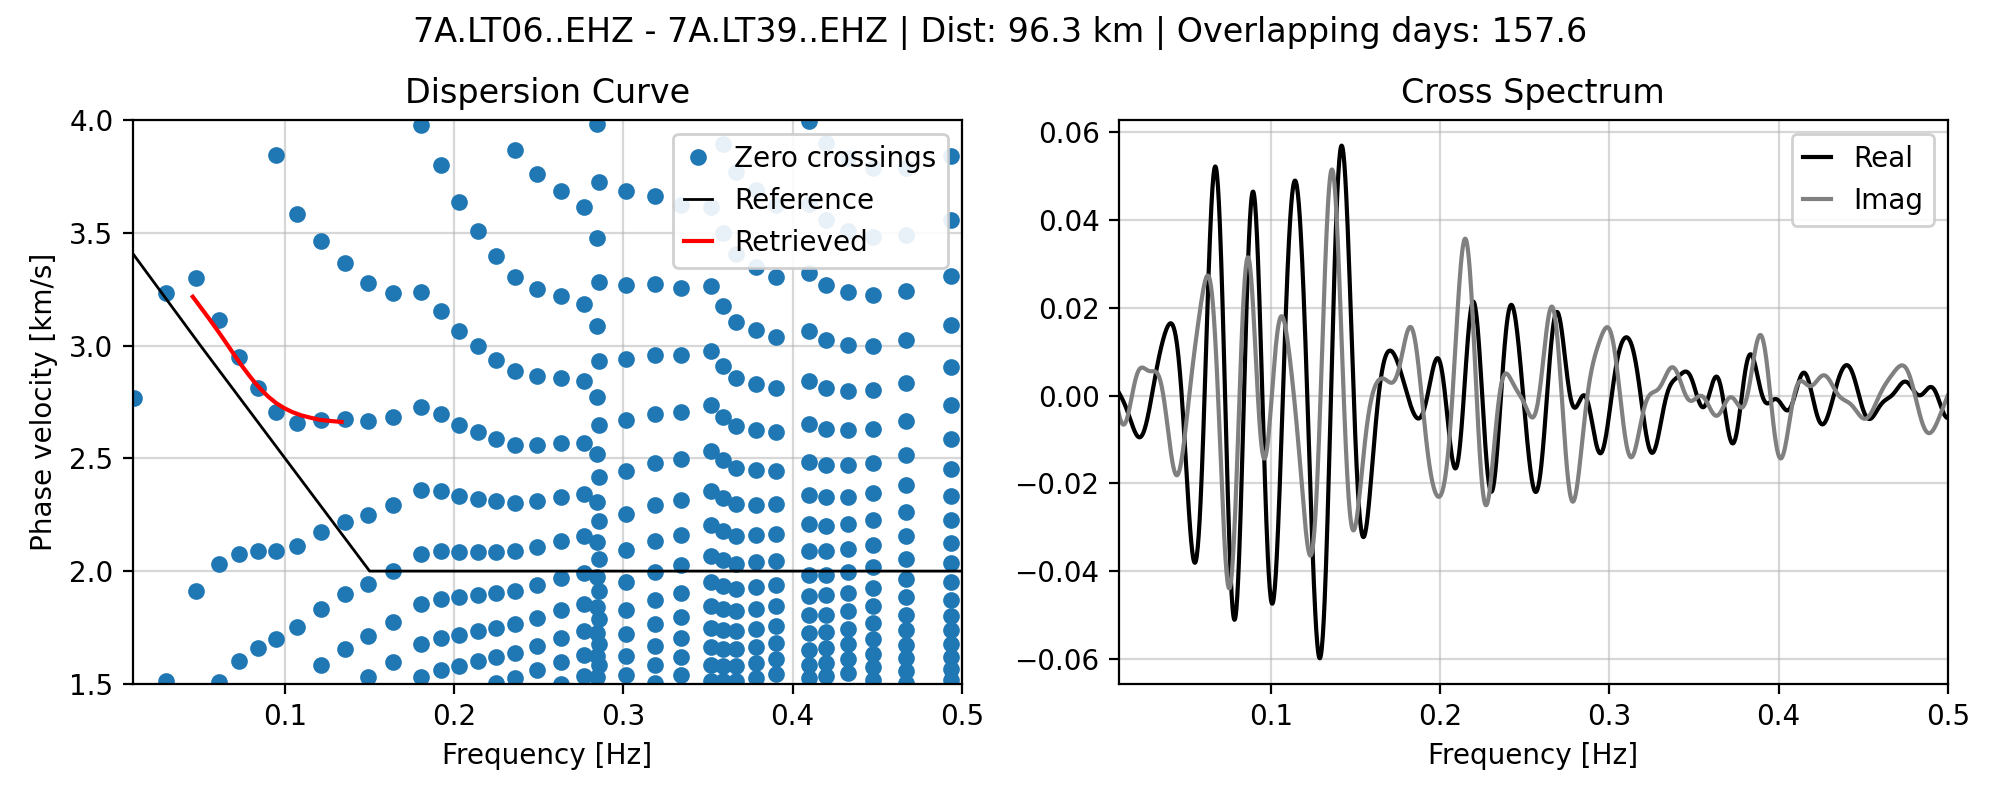 7A.LT06..EHZ - 7A.LT39..EHZ | Dist: 96.3 km | Overlapping days: 157.6
Dispersion Curve
Phase velocity [km/s]
4.0
3.5
3.0
2.5
2.0
1.5
0.1
0.2
0.3
0.4
0.5
Frequency [Hz]
Zero crossings
Reference
Retrieved
Cross Spectrum
0.06
0.04
0.02
0.00
−0.02
−0.04
−0.06
0.1
0.2
0.3
0.4
0.5
Frequency [Hz]
Real
Imag